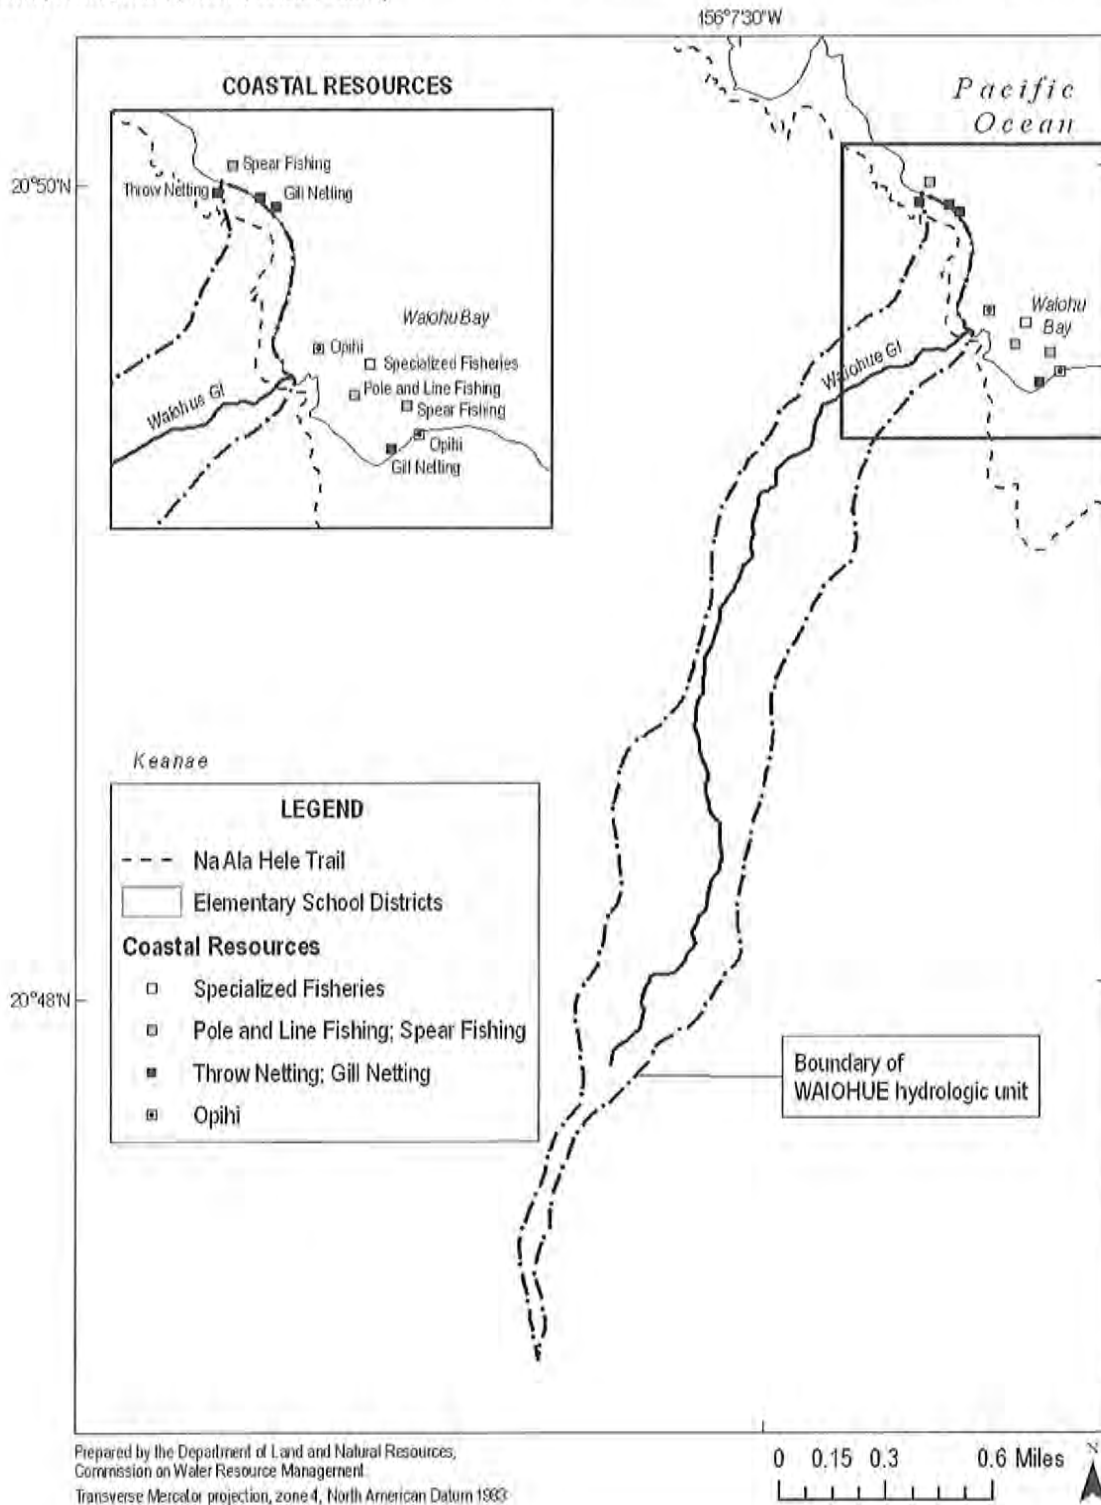 156°7'30"W
COASTAL RESOURCES
Pacific
Ocean
20°50'N
Spear Fishing
Throw Netting
Gill Netting
Waiohu Bay
Opihi
Specialized Fisheries
Pole and Line Fishing
Spear Fishing
Opihi
Gill Netting
Waiohue Gl
Waiohu
Bay
Waiohue Gl
Keanae
LEGEND
Na Ala Hele Trail
Elementary School Districts
Coastal Resources
Specialized Fisheries
Pole and Line Fishing; Spear Fishing
Throw Netting; Gill Netting
Opihi
20°48'N
Boundary of
WAIOHUE hydrologic unit
Prepared by the Department of Land and Natural Resources,
Commission on Water Resource Management.
Transverse Mercator projection, zone 4, North American Datum 1983
0 0.15 0.3 0.6 Miles
N